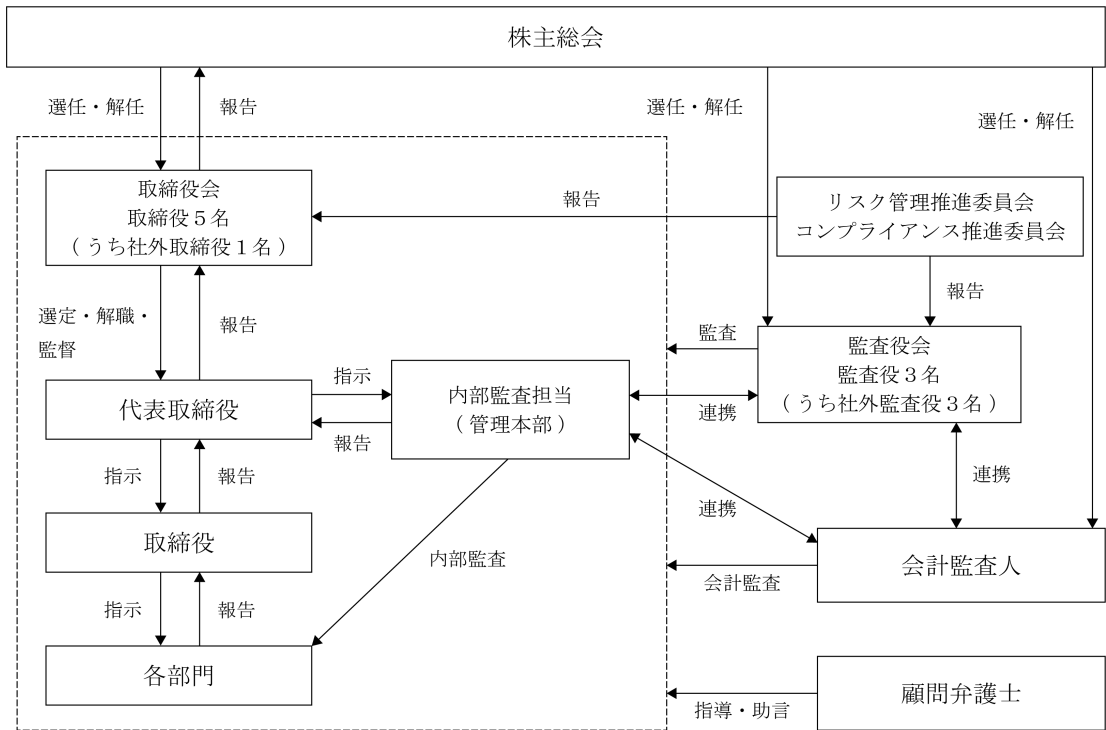 株主総会
選任・解任
報告
選任・解任
選任・解任
取締役会
取締役５名
（うち社外取締役１名）
報告
リスク管理推進委員会
コンプライアンス推進委員会
選定・解職・
監督
報告
報告
監査
監査役会
監査役３名
（うち社外監査役３名）
代表取締役
指示
報告
内部監査担当
（管理本部）
連携
指示
報告
連携
連携
取締役
内部監査
会計監査
会計監査人
指示
報告
各部門
指導・助言
顧問弁護士